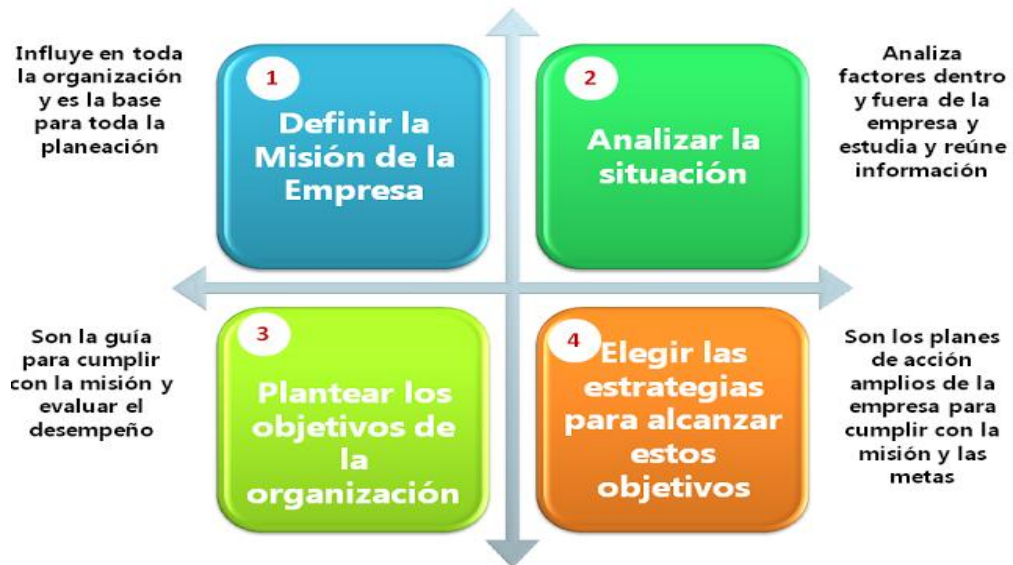 Influye en toda
la organización
y es la base
para toda la
planeación
1
Definir la
Misión de la
Empresa
2
Analizar la
situación
Analiza
factores dentro
y fuera de la
empresa y
estudia y reúne
información
Son la guía
para cumplir
con la misión y
evaluar el
desempeño
3
Plantear los
objetivos de
la
organización
4
Elegir las
estrategias
para alcanzar
estos
objetivos
Son los planes
de acción
amplios de la
empresa para
cumplir con la
misión y las
metas